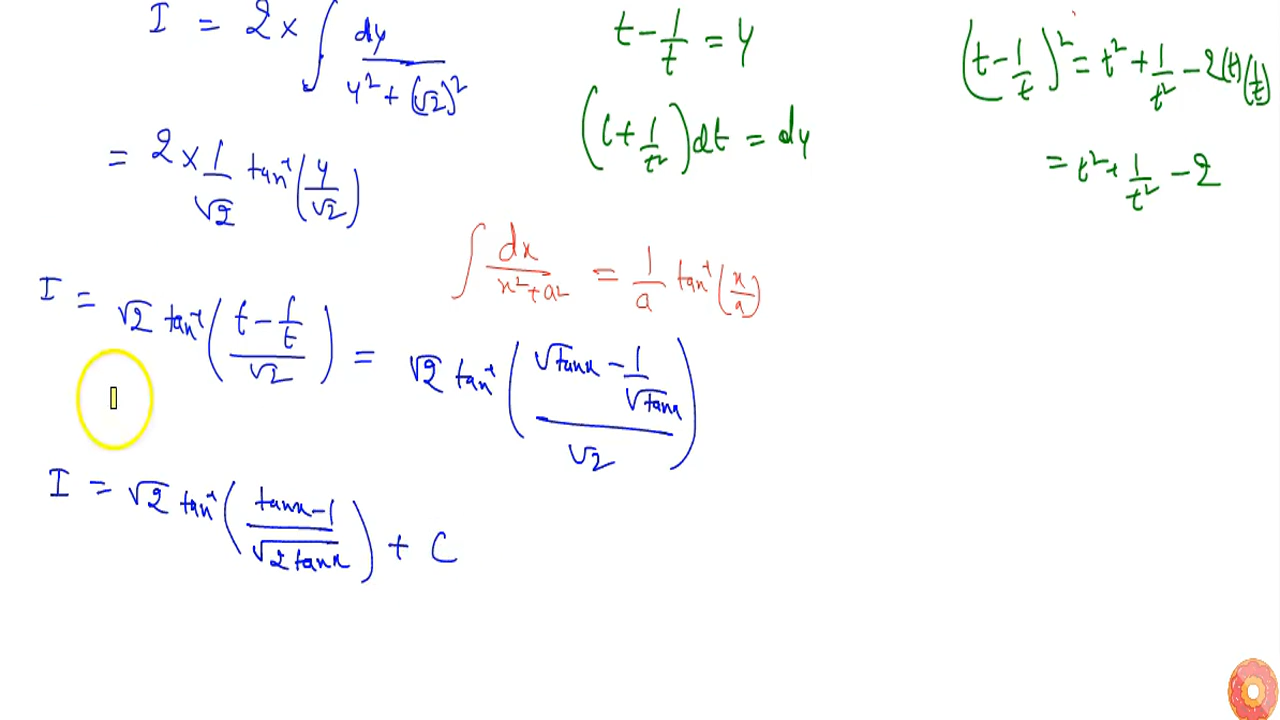 I = 2 × ∫ dy / (y² + (√2)²)
= 2 × 1/√2 tan⁻¹(y/√2)
t - 1/t = y
(1 + 1/t²) dt = dy
(t - 1/t)² = t² + 1/t² - 2(t)(1/t)
= t² + 1/t² - 2
∫ dx / (x² + a²) = 1/a tan⁻¹(x/a)
I = √2 tan⁻¹((t - 1/t) / √2) = √2 tan⁻¹((√tanx - 1/√tanx) / √2)
I = √2 tan⁻¹((tanx - 1) / √2tanx) + C